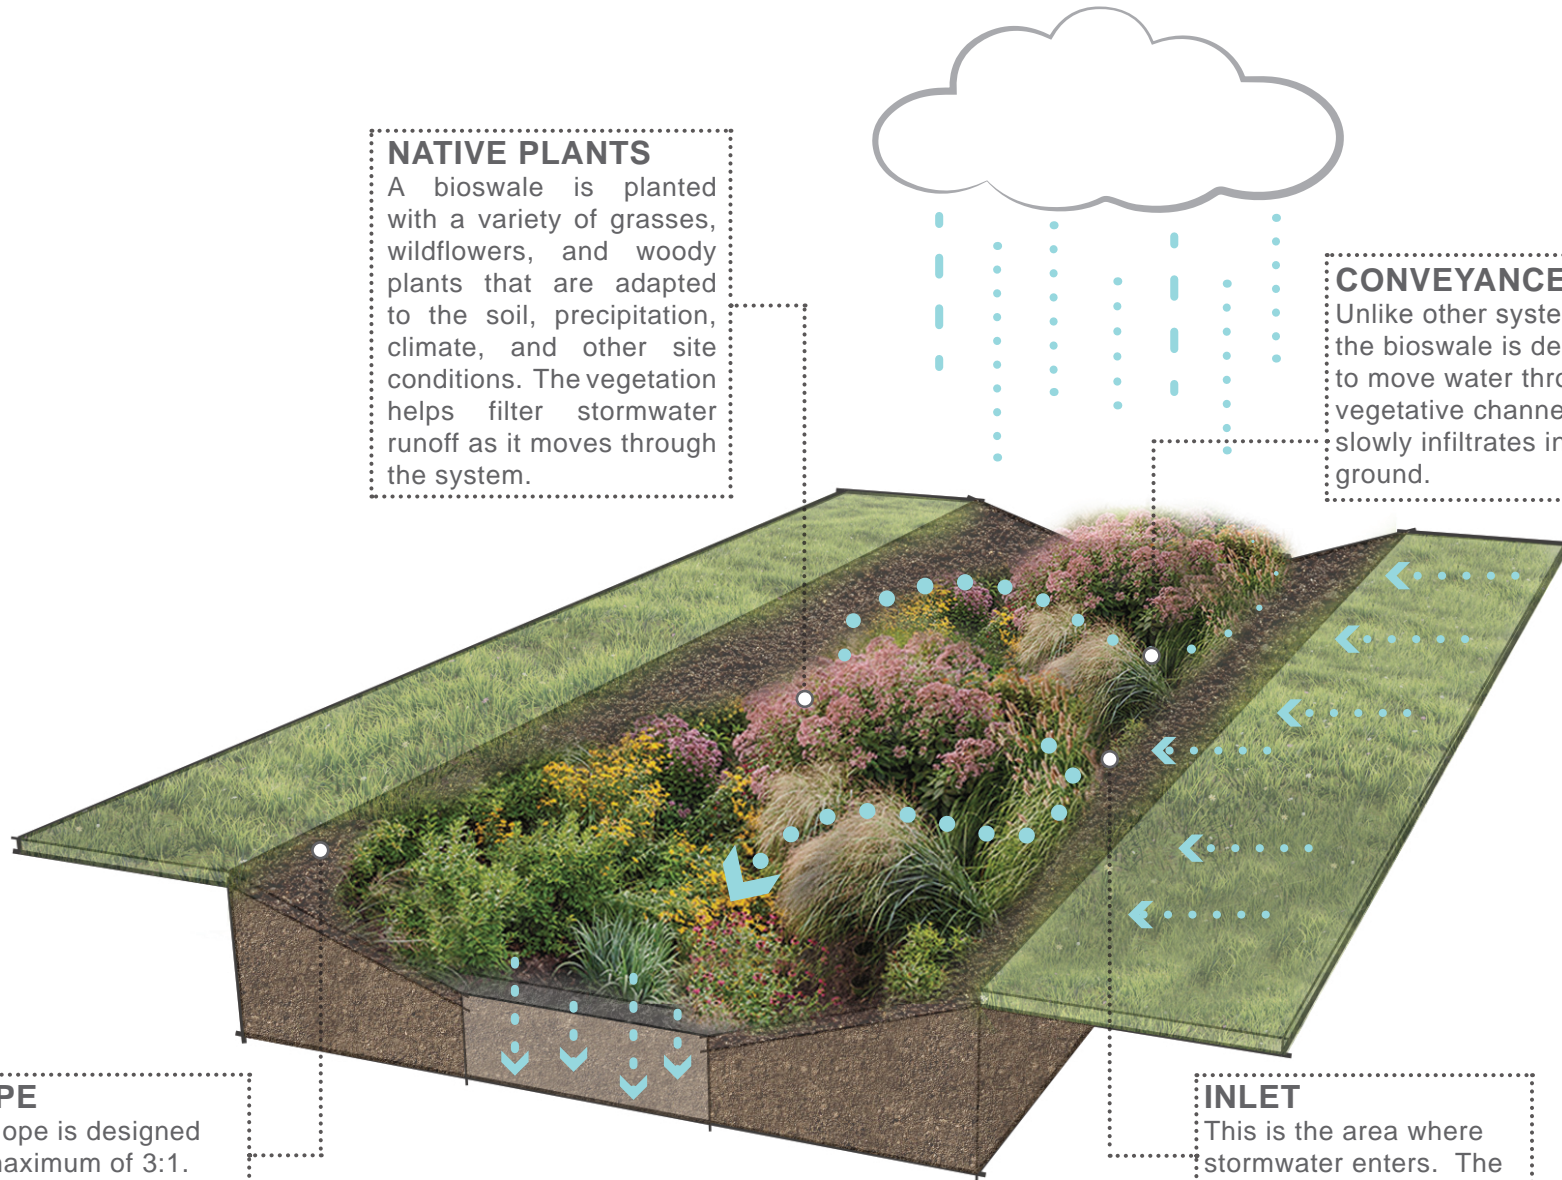 NATIVE PLANTS
A bioswale is planted
with a variety of grasses,
wildflowers, and woody
plants that are adapted
to the soil, precipitation,
climate, and other site
conditions. The vegetation
helps filter stormwater
runoff as it moves through
the system.
CONVEYANCE
Unlike other
the bioswale is
to move water
vegetative
slowly infiltrates
ground.
is designed
of 3:1.
INLET
This is the area where
stormwater enters. The